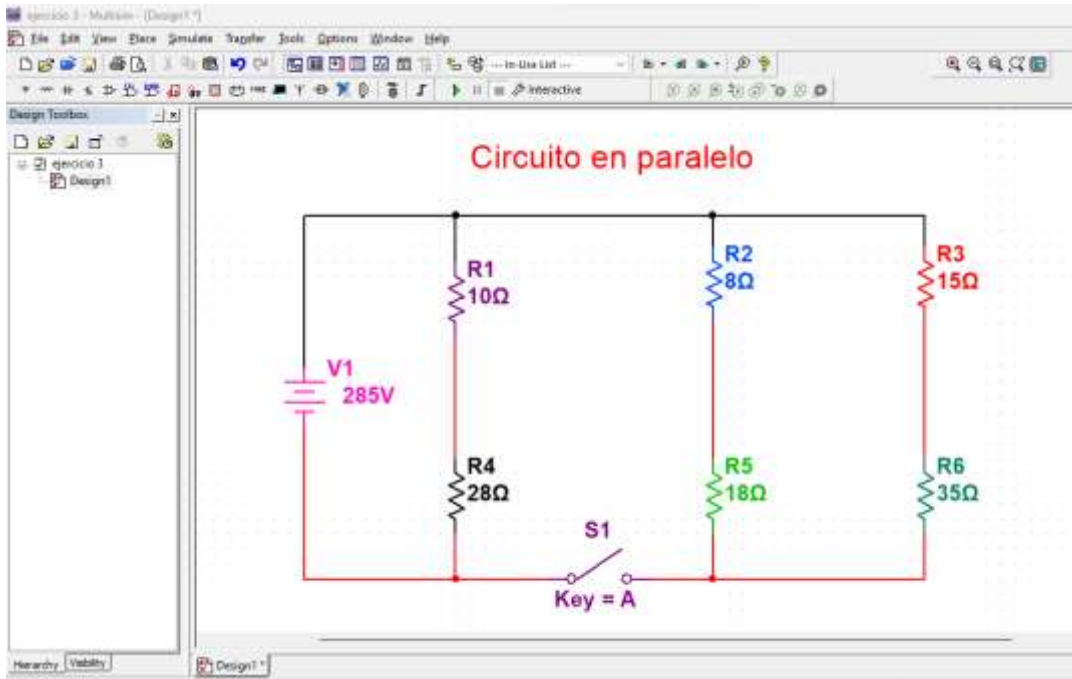 ejercicio 3 - Multisim - [Design1 *]
File Edit View Place Simulate Transfer Tools Options Window Help
--- In-Use List ---
Interactive
Design Toolbox
ejercicio 3
Design1
Circuito en paralelo
R1
10Ω
R2
8Ω
R3
15Ω
V1
285V
R4
28Ω
R5
18Ω
R6
35Ω
S1
Key = A
Hierarchy Visibility
Design1 *